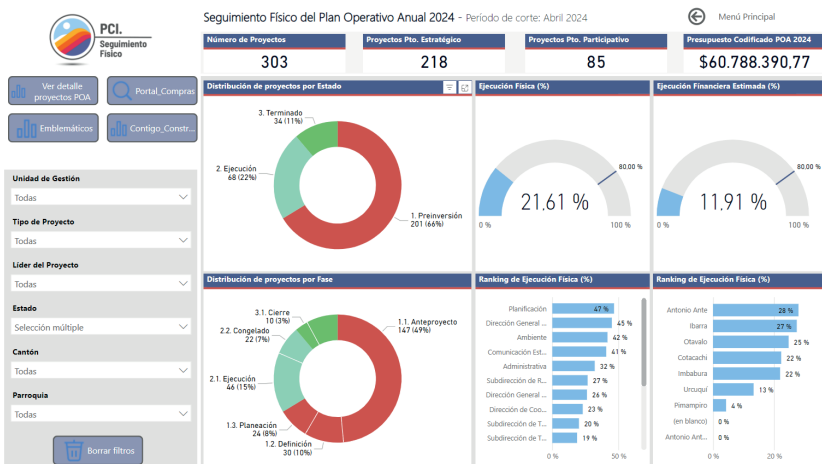 PCI.
Seguimiento
Físico
Seguimiento Físico del Plan Operativo Anual 2024 - Periodo de corte: Abril 2024
Menú Principal
Número de Proyectos
303
Proyectos Pto. Estratégico
218
Proyectos Pto. Participativo
85
Presupuesto Codificado POA 2024
$60.788.390,77
Ver detalle
proyectos POA
Portal_Compras
Emblemáticos
Contigo_Constr...
Unidad de Gestión
Todas
Tipo de Proyecto
Todas
Líder del Proyecto
Todas
Estado
Selección múltiple
Cantón
Todas
Parroquia
Todas
Borrar filtros
Distribución de proyectos por Estado
3. Terminado
34 (11%)
2. Ejecución
68 (22%)
1. Preinversión
201 (66%)
Ejecución Física (%)
80.00 %
21,61 %
0 %
100 %
Ejecución Financiera Estimada (%)
80.00 %
11,91 %
0 %
100 %
Distribución de proyectos por Fase
3.1. Cierre
10 (3%)
2.2. Congelado
22 (7%)
2.1. Ejecución
46 (15%)
1.3. Planeación
24 (8%)
1.2. Definición
30 (10%)
1.1. Anteproyecto
147 (49%)
Ranking de Ejecución Física (%)
Planificación 47 %
Dirección General ... 45 %
Ambiente 42 %
Comunicación Est... 41 %
Administrativa 32 %
Subdirección de R... 27 %
Dirección General ... 26 %
Dirección de Coo... 23 %
Subdirección de T... 20 %
Subdirección de T... 19 %
0 % 50 %
Ranking de Ejecución Física (%)
Antonio Ante 28 %
Ibarra 27 %
Otavalo 25 %
Cotacachi 22 %
Imbabura 22 %
Urcuquí 13 %
Pimampiro 4 %
(en blanco) 0 %
Antonio Ant... 0 %
0 % 20 %